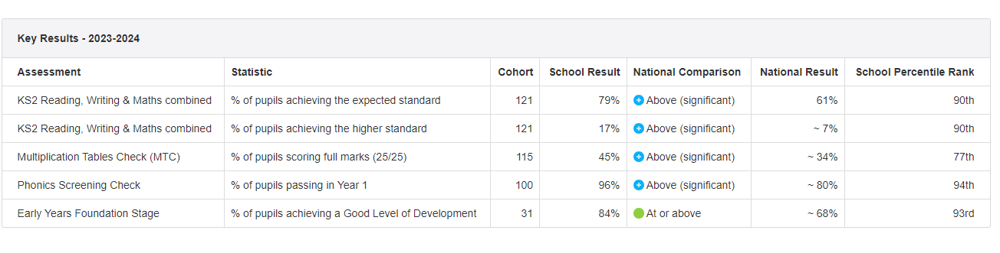 Key Results - 2023-2024
Assessment Statistic Cohort School Result National Comparison National Result School Percentile Rank
KS2 Reading, Writing & Maths combined % of pupils achieving the expected standard 121 79% Above (significant) 61% 90th
KS2 Reading, Writing & Maths combined % of pupils achieving the higher standard 121 17% Above (significant) ~ 7% 90th
Multiplication Tables Check (MTC) % of pupils scoring full marks (25/25) 115 45% Above (significant) ~ 34% 77th
Phonics Screening Check % of pupils passing in Year 1 100 96% Above (significant) ~ 80% 94th
Early Years Foundation Stage % of pupils achieving a Good Level of Development 31 84% At or above ~ 68% 93rd